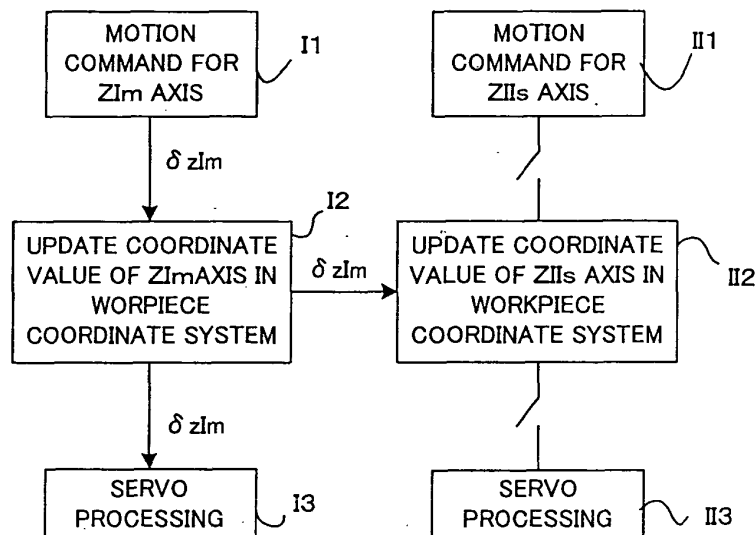 MOTION
COMMAND FOR
ZIm AXIS
I1
MOTION
COMMAND FOR
ZIIs AXIS
II1
δ zIm
I2
UPDATE COORDINATE
VALUE OF ZImAXIS IN
WORPIECE
COORDINATE SYSTEM
δ zIm
UPDATE COORDINATE
VALUE OF ZIIs AXIS IN
WORKPIECE
COORDINATE SYSTEM
II2
δ zIm
SERVO
PROCESSING
I3
SERVO
PROCESSING
II3